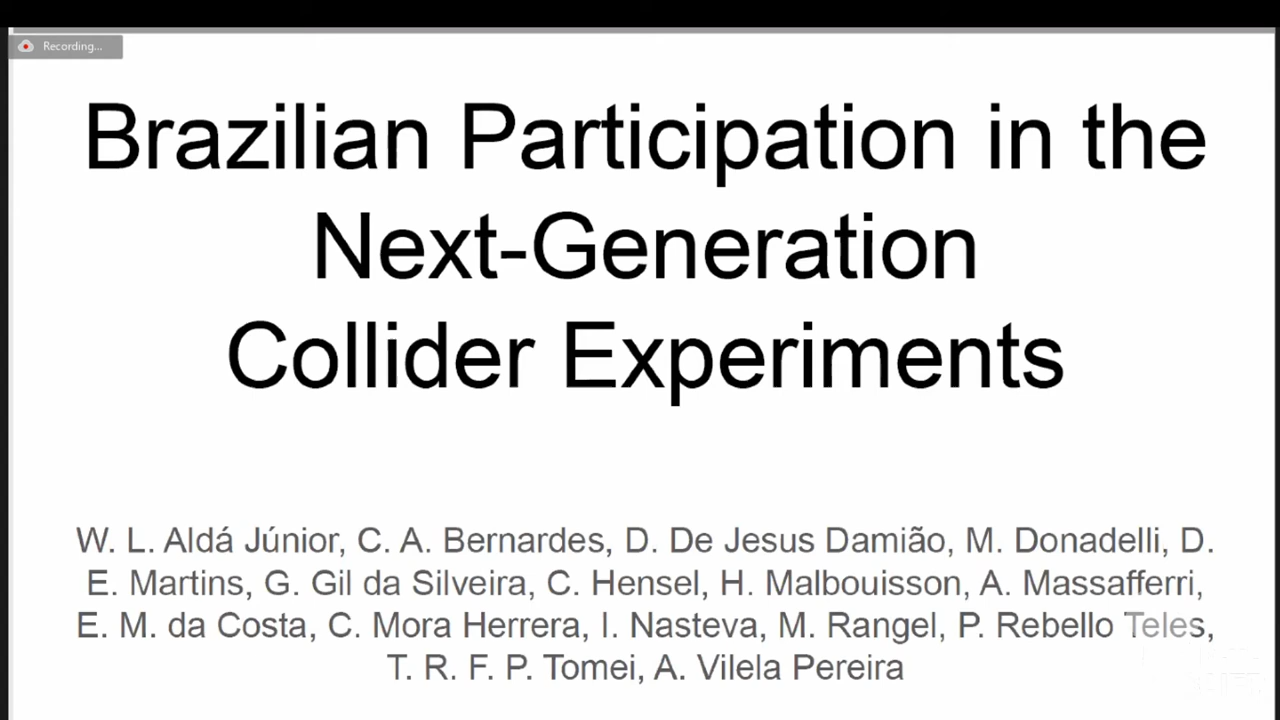 Recording...
Brazilian Participation in the
Next-Generation
Collider Experiments
W. L. Aldá Júnior, C. A. Bernardes, D. De Jesus Damião, M. Donadelli, D.
E. Martins, G. Gil da Silveira, C. Hensel, H. Malbouisson, A. Massafferri,
E. M. da Costa, C. Mora Herrera, I. Nasteva, M. Rangel, P. Rebello Teles,
T. R. F. P. Tomei, A. Vilela Pereira